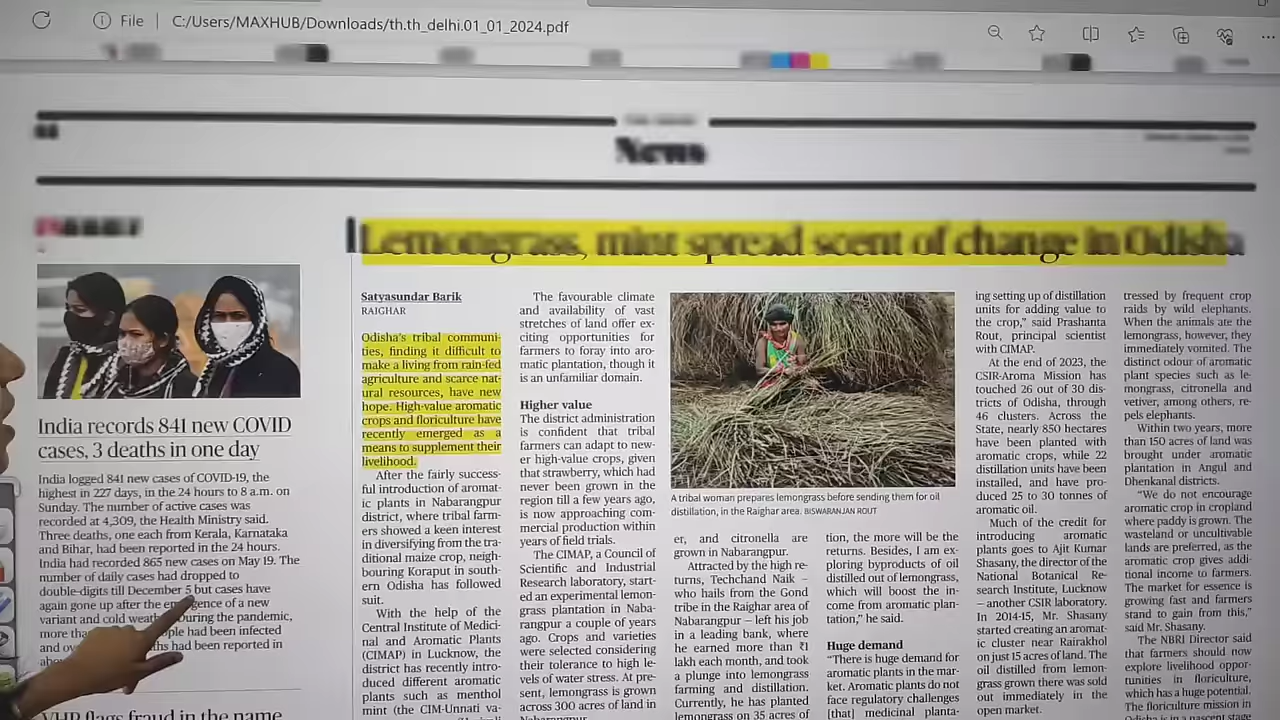 File
C:/Users/MAXHUB/Downloads/th.th_delhi.01_01_2024.pdf
News
Lemongrass, mint spread scent of change in Odisha
India records 841 new COVID
cases, 3 deaths in one day
India logged 841 new cases of COVID-19, the
highest in 227 days, in the 24 hours to 8 a.m. on
Sunday. The number of active cases was
recorded at 4,309, the Health Ministry said.
Three deaths, one each from Kerala, Karnataka
and Bihar, had been reported in the 24 hours.
India had recorded 865 new cases on May 19. The
number of daily cases had dropped to
double-digits till December 5 but cases have
again gone up after the emergence of a new
variant and cold weath During the pandemic,
more tha ple had been infected
and ov hs had been reported in
abo
VHP flags fraud in the name
Satyasundar Barik
RAIGHAR
Odisha's tribal communi-
ties, finding it difficult to
make a living from rain-fed
agriculture and scarce nat-
ural resources, have new
hope. High-value aromatic
crops and floriculture have
recently emerged as a
means to supplement their
livelihood.
After the fairly success-
ful introduction of aromat-
ic plants in Nabarangpur
district, where tribal farm-
ers showed a keen interest
in diversifying from the tra-
ditional maize crop, neigh-
bouring Koraput in south-
ern Odisha has followed
suit.
With the help of the
Central Institute of Medici-
nal and Aromatic Plants
(CIMAP) in Lucknow, the
district has recently intro-
duced different aromatic
plants such as menthol
mint (the CIM-Unnati va-
The favourable climate
and availability of vast
stretches of land offer ex-
citing opportunities for
farmers to foray into aro-
matic plantation, though it
is an unfamiliar domain.
Higher value
The district administration
is confident that tribal
farmers can adapt to new-
er high-value crops, given
that strawberry, which had
never been grown in the
region till a few years ago,
is now approaching com-
mercial production within
years of field trials.
The CIMAP, a Council of
Scientific and Industrial
Research laboratory, start-
ed an experimental lemon-
grass plantation in Naba-
rangpur a couple of years
ago. Crops and varieties
were selected considering
their tolerance to high le-
vels of water stress. At pre-
sent, lemongrass is grown
across 300 acres of land in
Nabarangpur
A tribal woman prepares lemongrass before sending them for oil
distillation, in the Raighar area. BISWARANJAN ROUT
er, and citronella are
grown in Nabarangpur.
Attracted by the high re-
turns, Techchand Naik –
who hails from the Gond
tribe in the Raighar area of
Nabarangpur – left his job
in a leading bank, where
he earned more than ₹1
lakh each month, and took
a plunge into lemongrass
farming and distillation.
Currently, he has planted
lemongrass on 35 acres of
tion, the more will be the
returns. Besides, I am ex-
ploring byproducts of oil
distilled out of lemongrass,
which will boost the in-
come from aromatic plan-
tation," he said.
Huge demand
"There is huge demand for
aromatic plants in the mar-
ket. Aromatic plants do not
face regulatory challenges
[that] medicinal planta-
ing setting up of distillation
units for adding value to
the crop," said Prashanta
Rout, principal scientist
with CIMAP.
At the end of 2023, the
CSIR-Aroma Mission has
touched 26 out of 30 dis-
tricts of Odisha, through
46 clusters. Across the
State, nearly 850 hectares
have been planted with
aromatic crops, while 22
distillation units have been
installed, and have pro-
duced 25 to 30 tonnes of
aromatic oil.
Much of the credit for
introducing aromatic
plants goes to Ajit Kumar
Shasany, the director of the
National Botanical Re-
search Institute, Lucknow
– another CSIR laboratory.
In 2014-15, Mr. Shasany
started creating an aromat-
ic cluster near Rairakhol
on just 15 acres of land. The
oil distilled from lemon-
grass grown there was sold
out immediately in the
open market.
tressed by frequent crop
raids by wild elephants.
When the animals ate the
lemongrass, however, they
immediately vomited. The
distinct odour of aromatic
plant species such as le-
mongrass, citronella and
vetiver, among others, re-
pels elephants.
Within 10 years, more
than 150 acres of land was
brought under aromatic
plantation in Angul and
Dhenkanal districts.
"We do not encourage
aromatic crop in cropland
where paddy is grown. The
wasteland or uncultivable
lands are preferred, as the
aromatic crop gives addi-
tional income to farmers.
The market for essence is
growing fast and farmers
stand to gain from this,"
said Mr. Shasany.
The NBRI Director said
that farmers should now
explore livelihood oppor-
tunities in floriculture,
which has a huge potential.
The floriculture mission in
Odisha is in a nascent stage